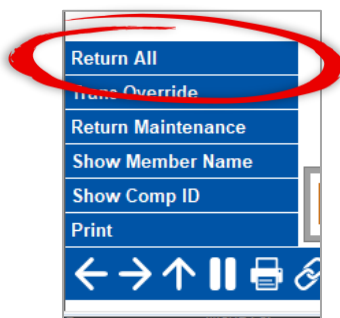 Return All
Trans Override
Return Maintenance
Show Member Name
Show Comp ID
Print